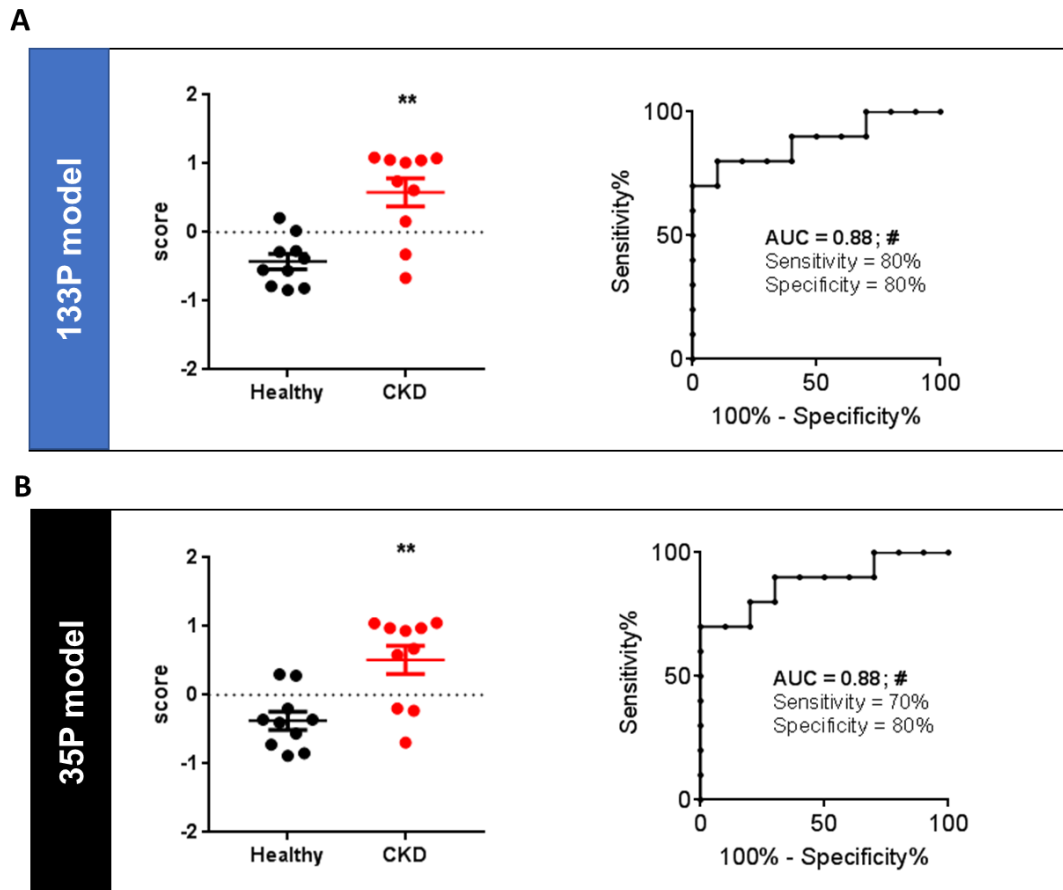 A
133P model
score
2
1
0
-1
-2
**
Healthy
CKD
Sensitivity%
100
50
0
AUC = 0.88; #
Sensitivity = 80%
Specificity = 80%
0
50
100
100% - Specificity%
B
35P model
score
2
1
0
-1
-2
**
Healthy
CKD
Sensitivity%
100
50
0
AUC = 0.88; #
Sensitivity = 70%
Specificity = 80%
0
50
100
100% - Specificity%